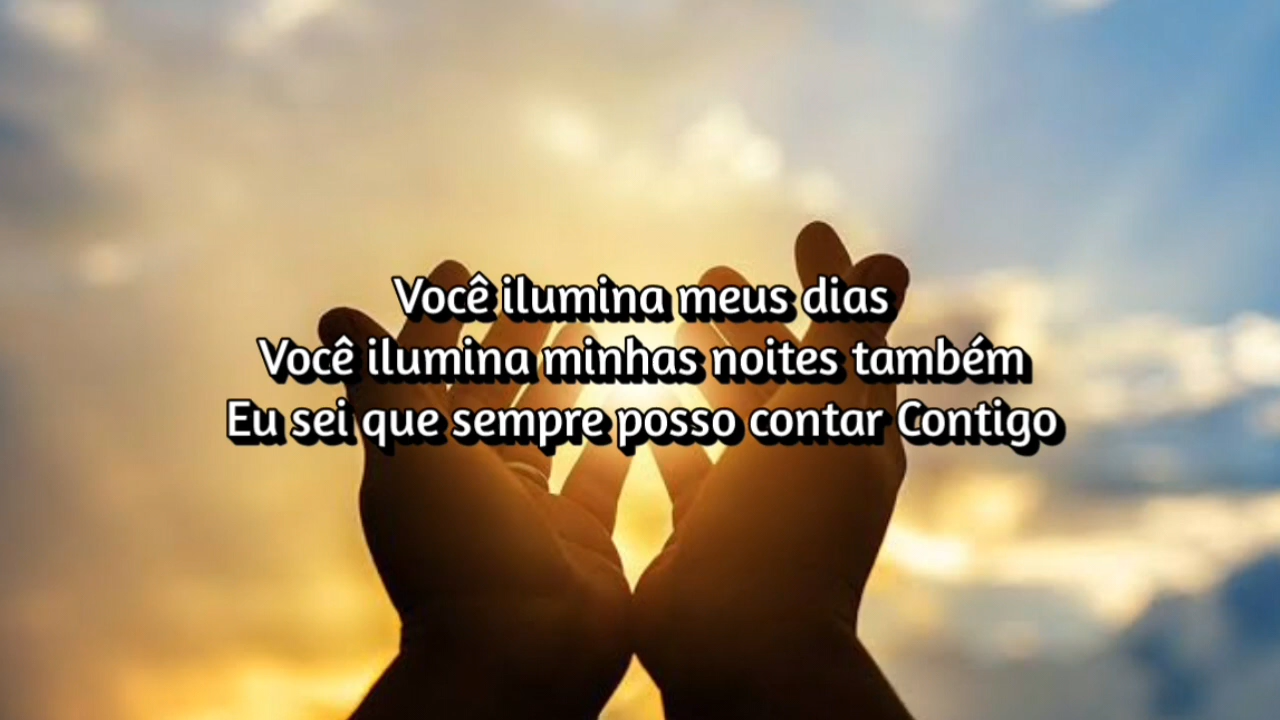 Você ilumina meus dias
Você ilumina minhas noites também
Eu sei que sempre posso contar Contigo